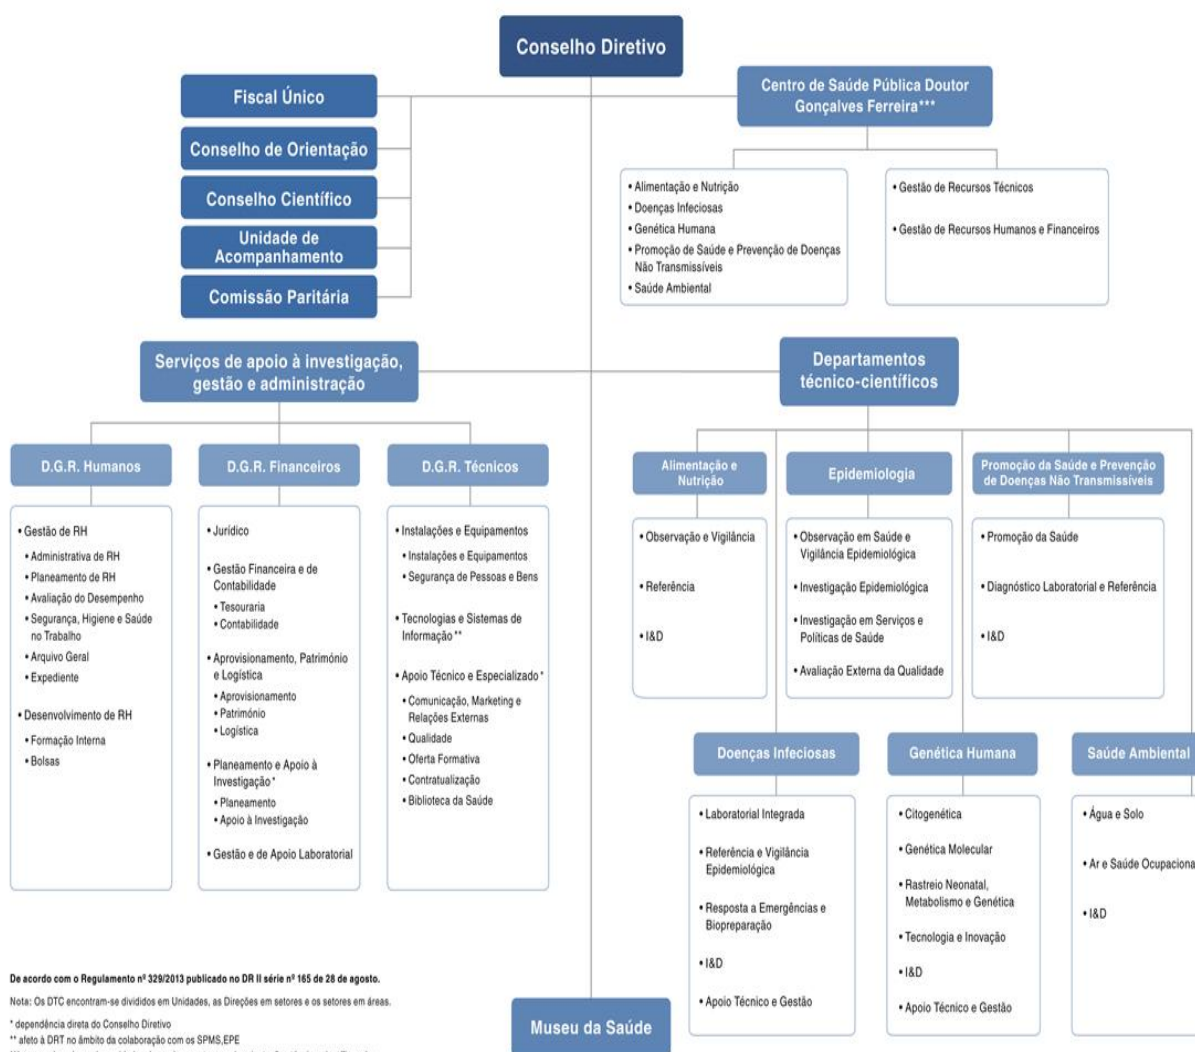 Conselho Diretivo
Fiscal Único
Conselho de Orientação
Conselho Científico
Unidade de
Acompanhamento
Comissão Paritária
Centro de Saúde Pública Doutor
Gonçalves Ferreira***
• Alimentação e Nutrição
• Doenças Infeciosas
• Genética Humana
• Promoção de Saúde e Prevenção de Doenças
Não Transmissíveis
• Saúde Ambiental
• Gestão de Recursos Técnicos
• Gestão de Recursos Humanos e Financeiros
Serviços de apoio à investigação,
gestão e administração
Departamentos
técnico-científicos
D.G.R. Humanos
• Gestão de RH
• Administrativa de RH
• Planeamento de RH
• Avaliação do Desempenho
• Segurança, Higiene e Saúde
no Trabalho
• Arquivo Geral
• Expediente
• Desenvolvimento de RH
• Formação Interna
• Bolsas
D.G.R. Financeiros
• Jurídico
• Gestão Financeira e de
Contabilidade
• Tesouraria
• Contabilidade
• Aprovisionamento, Património
e Logística
• Aprovisionamento
• Património
• Logística
• Planeamento e Apoio à
Investigação*
• Planeamento
• Apoio à Investigação
• Gestão e de Apoio Laboratorial
D.G.R. Técnicos
• Instalações e Equipamentos
• Instalações e Equipamentos
• Segurança de Pessoas e Bens
• Tecnologias e Sistemas de
Informação**
• Apoio Técnico e Especializado*
• Comunicação, Marketing e
Relações Externas
• Qualidade
• Oferta Formativa
• Contratualização
• Biblioteca da Saúde
Alimentação e
Nutrição
• Observação e Vigilância
• Referência
• I&D
Epidemiologia
• Observação em Saúde e
Vigilância Epidemiológica
• Investigação Epidemiológica
• Investigação em Serviços e
Políticas de Saúde
• Avaliação Externa da Qualidade
Promoção da Saúde e Prevenção
de Doenças Não Transmissíveis
• Promoção da Saúde
• Diagnóstico Laboratorial e Referência
• I&D
Doenças Infeciosas
• Laboratorial Integrada
• Referência e Vigilância
Epidemiológica
• Resposta a Emergências e
Biopreparação
• I&D
• Apoio Técnico e Gestão
Genética Humana
• Citogenética
• Genética Molecular
• Rastreio Neonatal,
Metabolismo e Genética
• Tecnologia e Inovação
• I&D
• Apoio Técnico e Gestão
Saúde Ambiental
• Água e Solo
• Ar e Saúde Ocupaciona
• I&D
De acordo com o Regulamento nº 329/2013 publicado no DR II série nº 165 de 28 de agosto.
Nota: Os DTC encontram-se divididos em Unidades, as Direções em setores e os setores em áreas.
* dependência direta do Conselho Diretivo
** afeto à DRT no âmbito da colaboração com os SPMS,EPE
Museu da Saúde